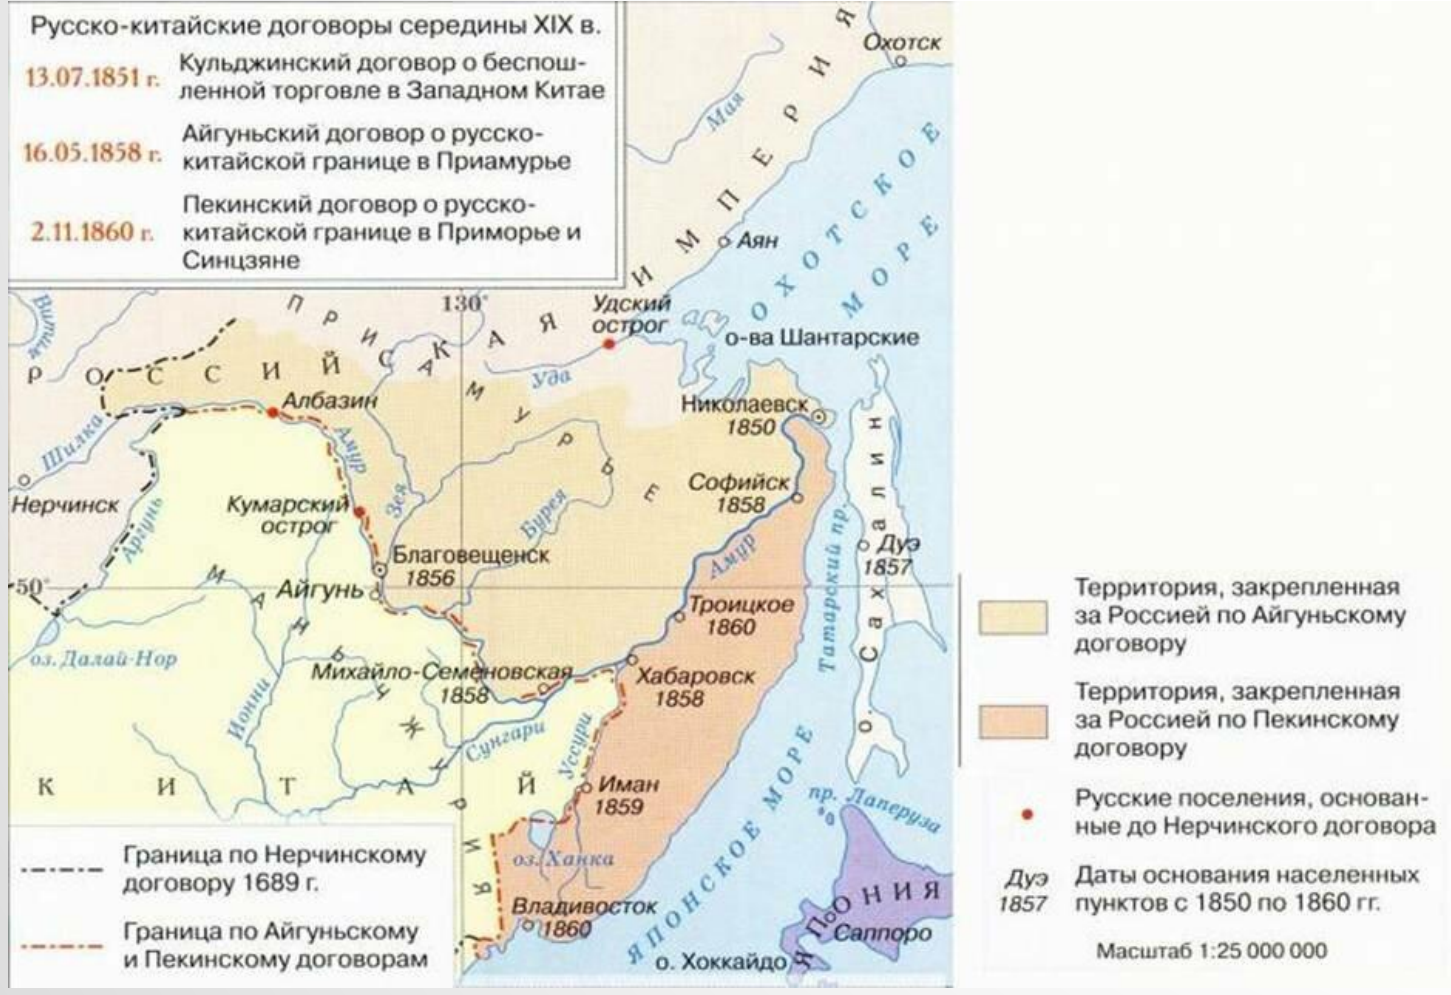 Русско-китайские договоры середины XIX в.
13.07.1851 г.
Кульджинский договор о беспош-
ленной торговле в Западном Китае
16.05.1858 г.
Айгуньский договор о русско-
китайской границе в Приамурье
2.11.1860 г.
Пекинский договор о русско-
китайской границе в Приморье и
Синцзяне
РОССИЙСКАЯ ИМПЕРИЯ
Охотск
Мая
ОХОТСКОЕ
МОРЕ
Аян
Удский
острог
130°
ПРИАМУРЬЕ
о-ва Шантарские
Уда
Витим
Албазин
Шилка
Амур
Николаевск
1850
Нерчинск
Аргунь
Кумарский
острог
Зея
Бурея
Софийск
1858
Благовещенск
1856
Айгунь
50°
Амур
Татарский пр.
о. Сахалин
Дуэ
1857
Троицкое
1860
МАНЬЧЖУРИЯ
оз. Далай-Нор
Михайло-Семёновская
1858
Хабаровск
1858
Нонни
Сунгари
Уссури
КИТАЙ
Иман
1859
оз. Ханка
Владивосток
1860
ЯПОНСКОЕ МОРЕ
пр. Лаперуза
ЯПОНИЯ
Саппоро
о. Хоккайдо
Граница по Нерчинскому
договору 1689 г.
Граница по Айгуньскому
и Пекинскому договорам
Территория, закрепленная
за Россией по Айгуньскому
договору
Территория, закрепленная
за Россией по Пекинскому
договору
Русские поселения, основан-
ные до Нерчинского договора
Дуэ
1857
Даты основания населенных
пунктов с 1850 по 1860 гг.
Масштаб 1:25 000 000